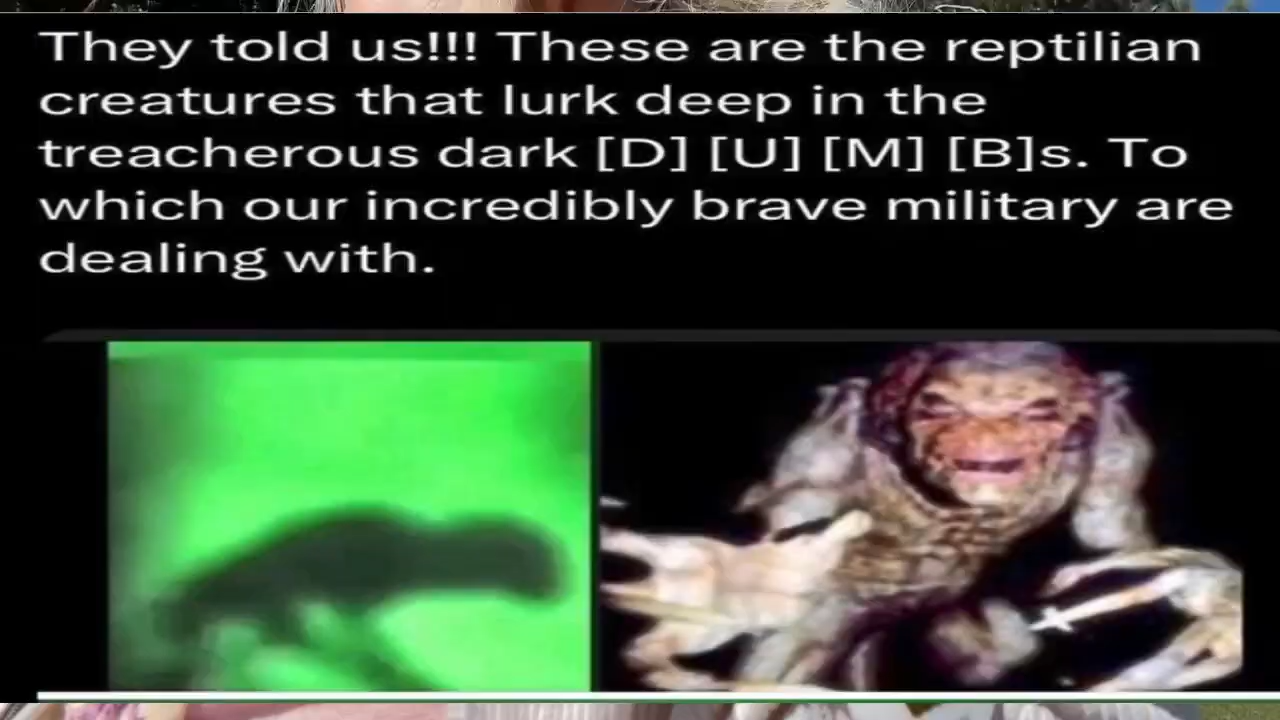 They told us!!! These are the reptilian
creatures that lurk deep in the
treacherous dark [D] [U] [M] [B]s. To
which our incredibly brave military are
dealing with.